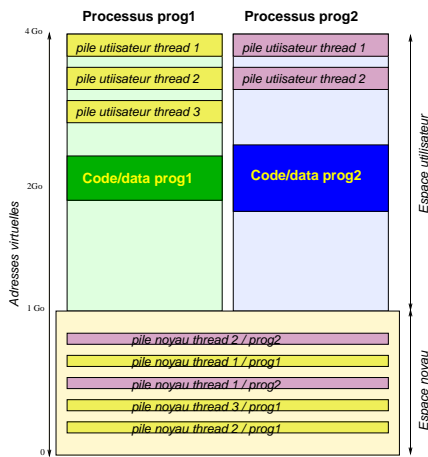 Processus prog1
Processus prog2
4 Go
pile utiisateur thread 1
pile utiisateur thread 1
pile utiisateur thread 2
pile utiisateur thread 2
pile utiisateur thread 3
Code/data prog1
Code/data prog2
2Go
Adresses virtuelles
Espace utilisateur
1 Go
pile noyau thread 2 / prog2
pile noyau thread 1 / prog1
pile noyau thread 1 / prog2
pile noyau thread 3 / prog1
pile noyau thread 2 / prog1
Espace noyau
0